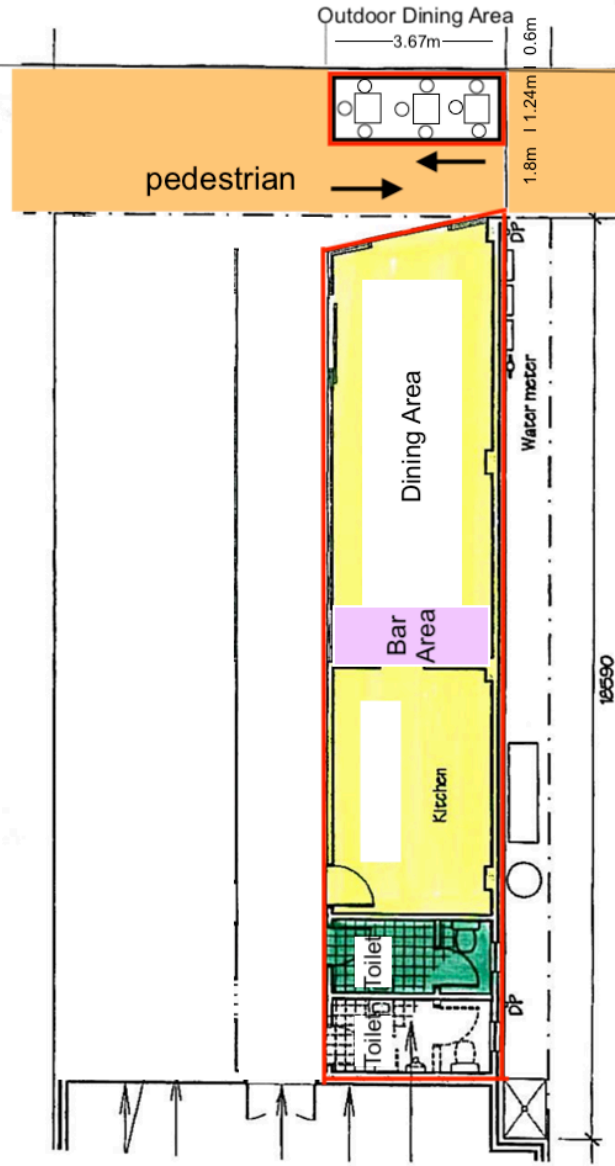 Outdoor Dining Area
3.67m
0.6m
1.24m
1.8m
pedestrian
DP
Water meter
Dining Area
Bar
Area
18590
Kitchen
Toilet
Toilet
DP